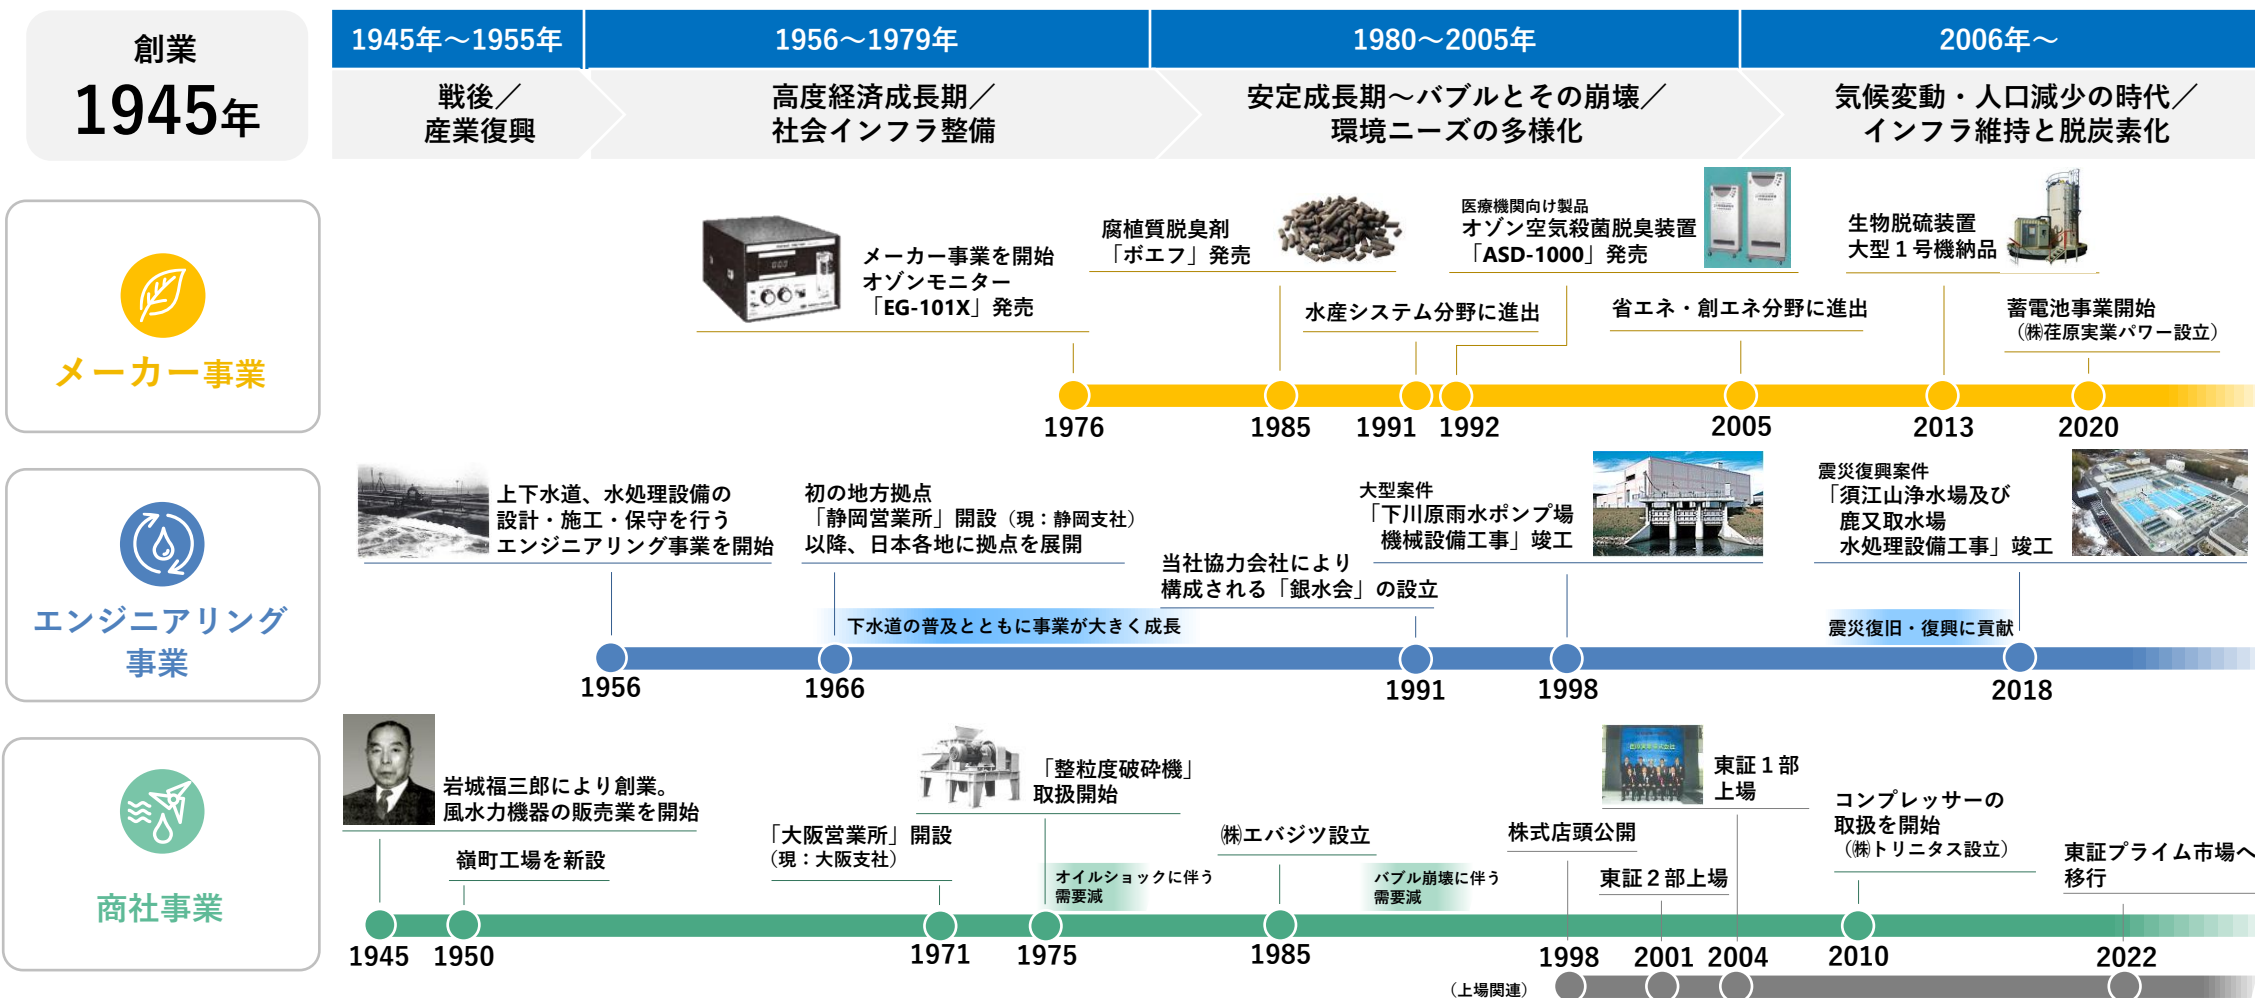 創業
1945年
1945年～1955年
1956～1979年
1980～2005年
2006年～
戦後／
産業復興
高度経済成長期／
社会インフラ整備
安定成長期～バブルとその崩壊／
環境ニーズの多様化
気候変動・人口減少の時代／
インフラ維持と脱炭素化
メーカー事業
メーカー事業を開始
オゾンモニター
「EG-101X」発売
腐植質脱臭剤
「ボエフ」発売
水産システム分野に進出
医療機関向け製品
オゾン空気殺菌脱臭装置
「ASD-1000」発売
省エネ・創エネ分野に進出
生物脱硫装置
大型１号機納品
蓄電池事業開始
（㈱荏原実業パワー設立）
1976
1985
1991
1992
2005
2013
2020
エンジニアリング
事業
上下水道、水処理設備の
設計・施工・保守を行う
エンジニアリング事業を開始
初の地方拠点
「静岡営業所」開設（現：静岡支社）
以降、日本各地に拠点を展開
下水道の普及とともに事業が大きく成長
当社協力会社により
構成される「銀水会」の設立
大型案件
「下川原雨水ポンプ場
機械設備工事」竣工
震災復興案件
「須江山浄水場及び
鹿又取水場
水処理設備工事」竣工
震災復旧・復興に貢献
1956
1966
1991
1998
2018
商社事業
岩城福三郎により創業。
風水力機器の販売業を開始
嶺町工場を新設
「大阪営業所」開設
（現：大阪支社）
「整粒度破砕機」
取扱開始
オイルショックに伴う
需要減
㈱エバジツ設立
バブル崩壊に伴う
需要減
株式店頭公開
東証２部上場
東証１部
上場
コンプレッサーの
取扱を開始
（㈱トリニタス設立）
東証プライム市場へ
移行
1945
1950
1971
1975
1985
1998
2001
2004
2010
2022
（上場関連）